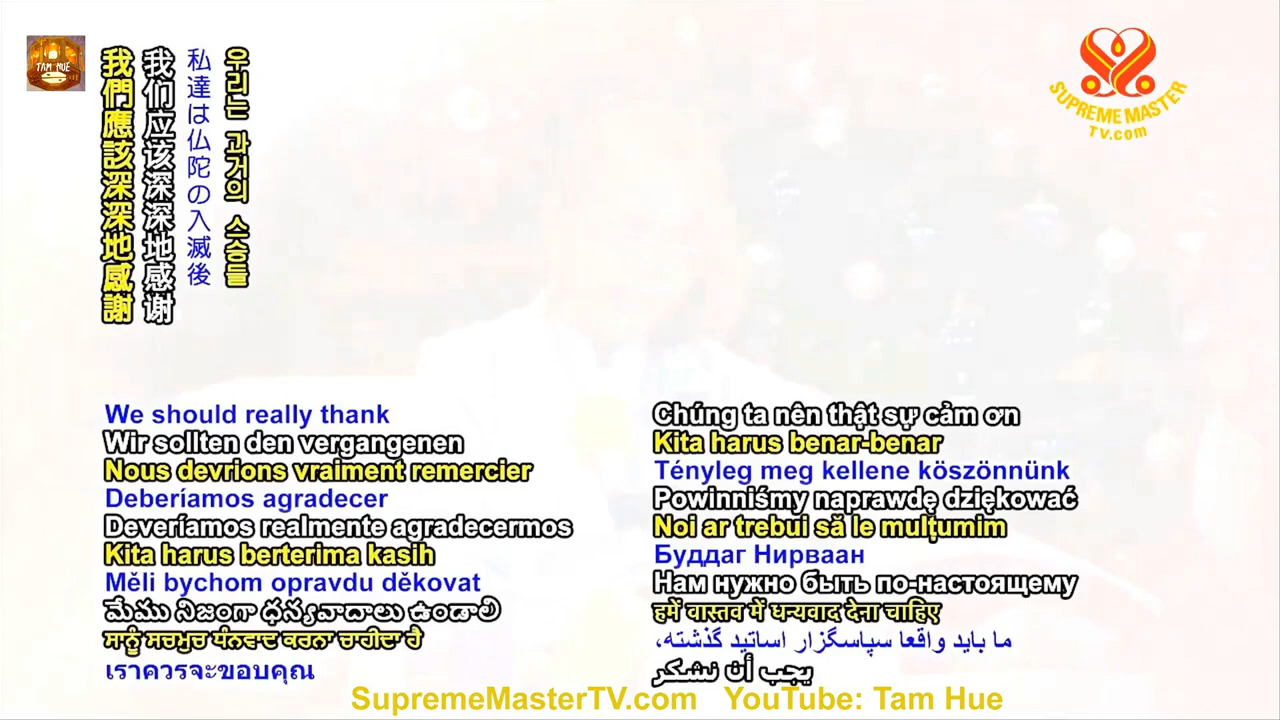 TAM HUE
我們應該深深地感謝
我们应该深深地感谢
私達は仏陀の入滅後
우리는 과거의 스승들
SUPREME MASTER
TV.com
We should really thank
Wir sollten den vergangenen
Nous devrions vraiment remercier
Deberíamos agradecer
Deveríamos realmente agradecermos
Kita harus berterima kasih
Měli bychom opravdu děkovat
మేము నిజంగా ధన్యవాదాలు ఉండాలి
ਸਾਨੂੰ ਸਚਮੁਚ ਧੰਨਵਾਦ ਕਰਨਾ ਚਾਹੀਦਾ ਹੈ
เราควรจะขอบคุณ
Chúng ta nên thật sự cảm ơn
Kita harus benar-benar
Tényleg meg kellene köszönnünk
Powinniśmy naprawdę dziękować
Noi ar trebui să le mulțumim
Буддаг Нирваан
Нам нужно быть по-настоящему
हमें वास्तव में धन्यवाद देना चाहिए
ما باید واقعا سپاسگزار اساتید گذشته،
يجب أن نشكر
SupremeMasterTV.com YouTube: Tam Hue